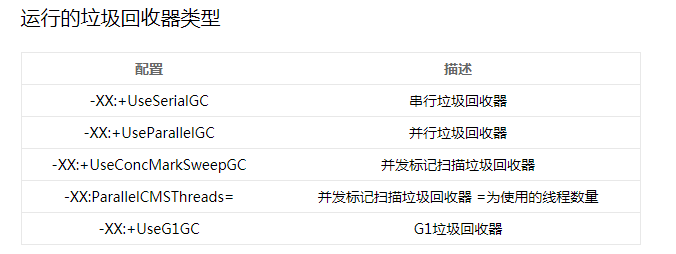 运行的垃圾回收器类型
配置 描述
-XX:+UseSerialGC 串行垃圾回收器
-XX:+UseParallelGC 并行垃圾回收器
-XX:+UseConcMarkSweepGC 并发标记扫描垃圾回收器
-XX:ParallelCMSThreads= 并发标记扫描垃圾回收器 =为使用的线程数量
-XX:+UseG1GC G1垃圾回收器